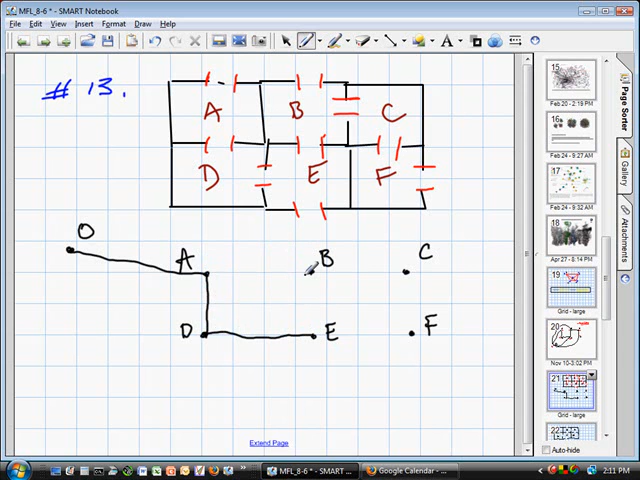 MFL_8-6 * - SMART Notebook
File Edit View Insert Format Draw Help
# 13.
A B C
D E F
O
A B C
D E F
Extend Page
15
Feb 20 - 2:19 PM
16
Feb 24 - 9:27 AM
17
Feb 24 - 9:32 AM
18
Apr 27 - 8:14 PM
19
Grid - large
20
Nov 10-3:02 PM
21
Grid - large
22
Auto-hide
Page Sorter
Gallery
Attachments
MFL_8-6 * - SMART ...
Google Calendar - ...
2:11 PM